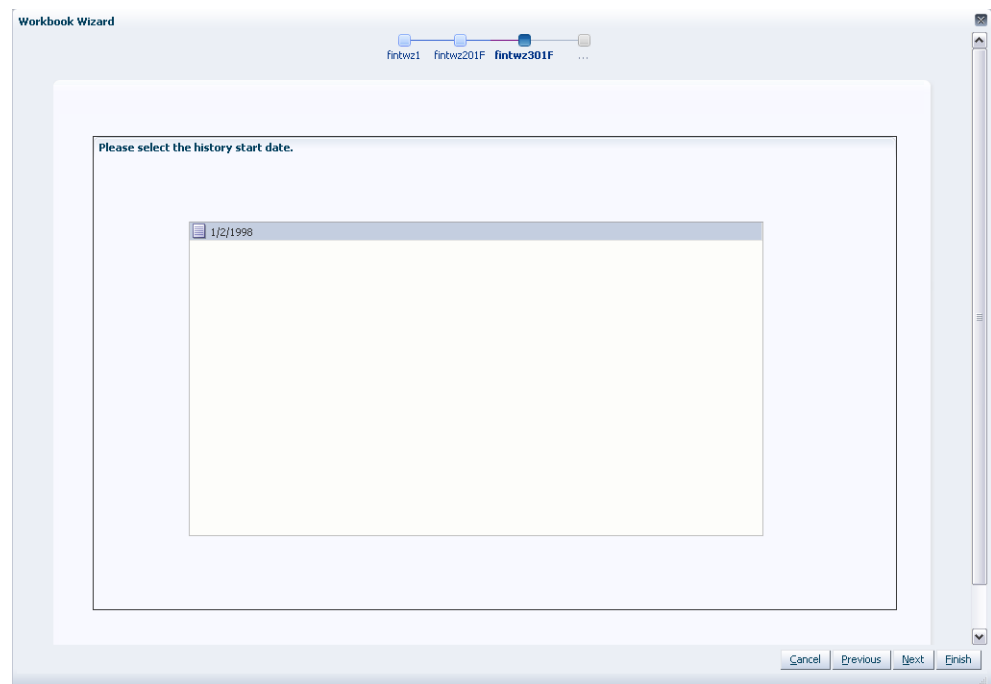 Workbook Wizard
fintwz1 fintwz201F fintwz301F ...
Please select the history start date.
1/2/1998
Cancel Previous Next Finish